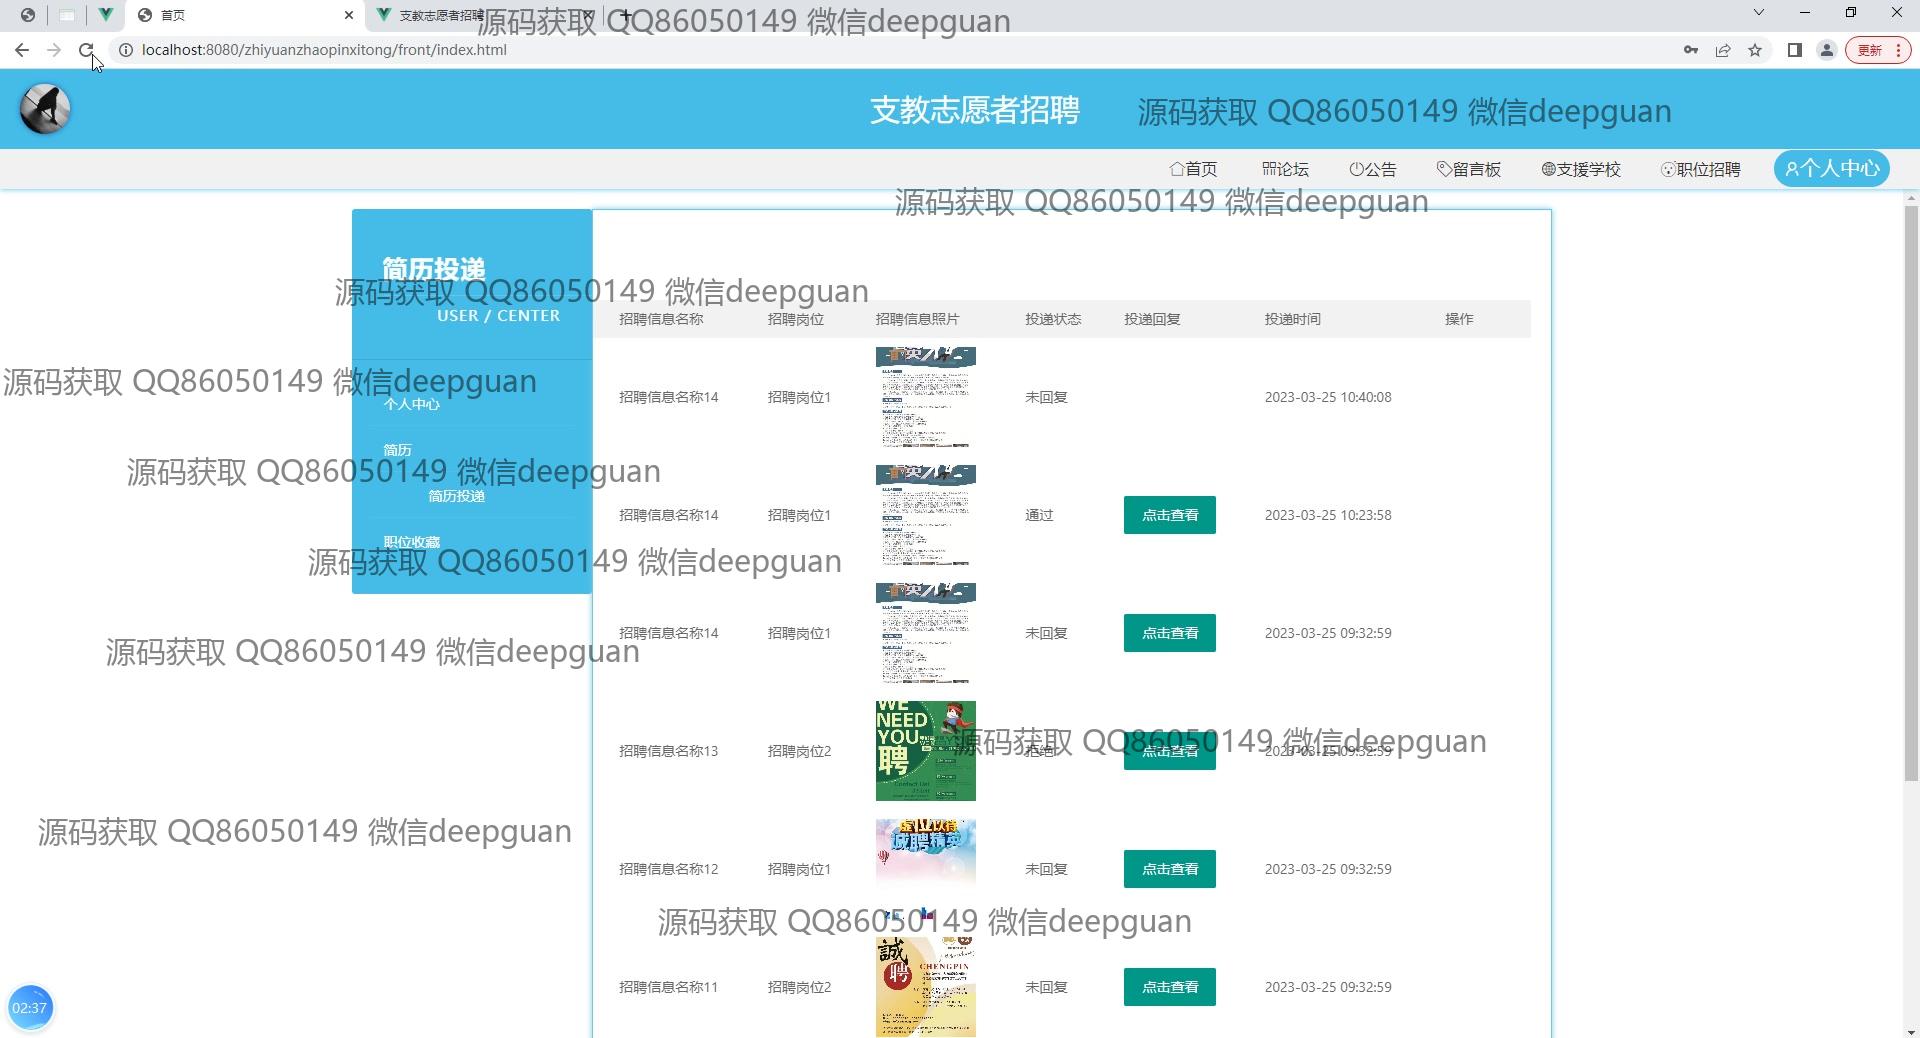 首页
支教志愿者招聘
源码获取 QQ86050149 微信deepguan
localhost:8080/zhiyuanzhaopinxitong/front/index.html
更新
支教志愿者招聘
源码获取 QQ86050149 微信deepguan
首页 论坛 公告 留言板 支援学校 职位招聘 个人中心
源码获取 QQ86050149 微信deepguan
简历投递
源码获取 QQ86050149 微信deepguan
USER / CENTER
招聘信息名称 招聘岗位 招聘信息照片 投递状态 投递回复 投递时间 操作
源码获取 QQ86050149 微信deepguan
个人中心
招聘信息名称14 招聘岗位1 未回复 2023-03-25 10:40:08
简历
源码获取 QQ86050149 微信deepguan
简历投递
招聘信息名称14 招聘岗位1 通过 点击查看 2023-03-25 10:23:58
职位收藏
源码获取 QQ86050149 微信deepguan
招聘信息名称14 招聘岗位1 未回复 点击查看 2023-03-25 09:32:59
源码获取 QQ86050149 微信deepguan
WE
NEED
YOU
聘
源码获取 QQ86050149 微信deepguan
招聘信息名称13 招聘岗位2 拒绝 点击查看 2023-03-25 09:32:59
虚位以待
诚聘精英
源码获取 QQ86050149 微信deepguan
招聘信息名称12 招聘岗位1 未回复 点击查看 2023-03-25 09:32:59
源码获取 QQ86050149 微信deepguan
誠
聘
CHENGPIN
招聘信息名称11 招聘岗位2 未回复 点击查看 2023-03-25 09:32:59
02:37